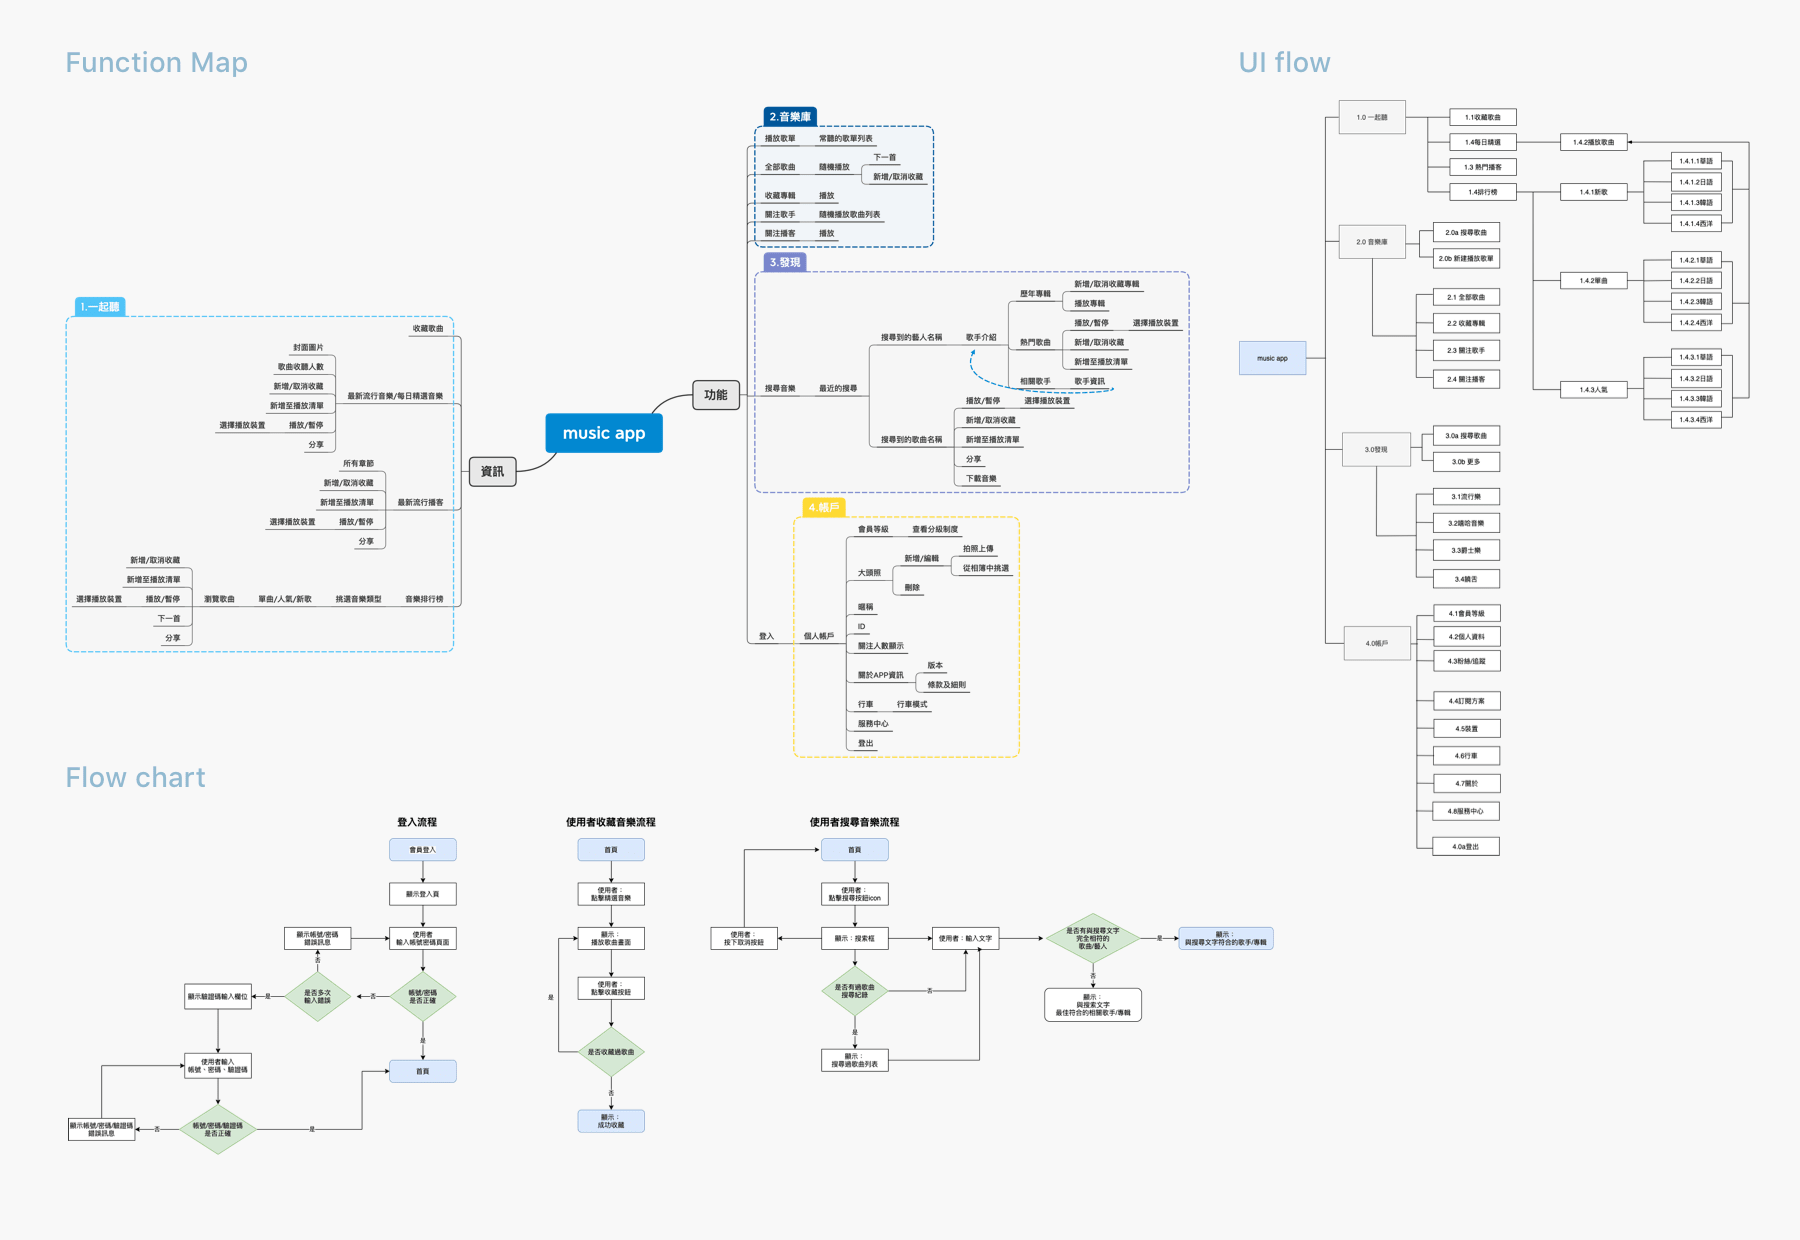 Function Map
UI flow
2.音樂庫
播放歌單
常聽的歌單列表
全部歌曲
隨機播放
下一首
新增/取消收藏
收藏專輯
播放
關注歌手
隨機播放歌曲列表
關注播客
播放
3.發現
搜尋音樂
最近的搜尋
搜尋到的藝人名稱
歌手介紹
歷年專輯
新增/取消收藏專輯
播放專輯
熱門歌曲
播放/暫停
選擇播放裝置
新增/取消收藏
新增至播放清單
相關歌手
歌手資訊
搜尋到的歌曲名稱
播放/暫停
選擇播放裝置
新增/取消收藏
新增至播放清單
分享
下載音樂
4.帳戶
登入
個人帳戶
會員等級
查看分級制度
大頭照
新增/編輯
拍照上傳
從相簿中挑選
刪除
暱稱
ID
關注人數顯示
關於APP資訊
版本
條款及細則
行車
行車模式
服務中心
登出
功能
music app
資訊
1.一起聽
收藏歌曲
封面圖片
歌曲收聽人數
新增/取消收藏
新增至播放清單
選擇播放裝置
播放/暫停
分享
最新流行音樂/每日精選音樂
所有章節
新增/取消收藏
新增至播放清單
選擇播放裝置
播放/暫停
分享
最新流行播客
新增/取消收藏
新增至播放清單
選擇播放裝置
播放/暫停
下一首
分享
瀏覽歌曲
單曲/人氣/新歌
挑選音樂類型
音樂排行榜
music app
1.0 一起聽
1.1收藏歌曲
1.4每日精選
1.4.2播放歌曲
1.3 熱門播客
1.4排行榜
1.4.1新歌
1.4.1.1華語
1.4.1.2日語
1.4.1.3韓語
1.4.1.4西洋
1.4.2單曲
1.4.2.1華語
1.4.2.2日語
1.4.2.3韓語
1.4.2.4西洋
1.4.3人氣
1.4.3.1華語
1.4.3.2日語
1.4.3.3韓語
1.4.3.4西洋
2.0 音樂庫
2.0a 搜尋歌曲
2.0b 新建播放歌單
2.1 全部歌曲
2.2 收藏專輯
2.3 關注歌手
2.4 關注播客
3.0發現
3.0a 搜尋歌曲
3.0b 更多
3.1流行樂
3.2嘻哈音樂
3.3爵士樂
3.4饒舌
4.0帳戶
4.1會員等級
4.2個人資料
4.3粉絲/追蹤
4.4訂閱方案
4.5裝置
4.6行車
4.7關於
4.8服務中心
4.0a登出
Flow chart
登入流程
會員登入
顯示登入頁
使用者
輸入帳號密碼頁面
顯示帳號/密碼
錯誤訊息
否
是否多次
輸入錯誤
否
帳號/密碼
是否正確
是
顯示驗證碼輸入欄位
是
首頁
使用者輸入
帳號、密碼、驗證碼
顯示帳號/密碼/驗證碼
錯誤訊息
否
帳號/密碼/驗證碼
是否正確
是
使用者收藏音樂流程
首頁
使用者：
點擊精選音樂
顯示：
播放歌曲畫面
使用者：
點擊收藏按鈕
是
是否收藏過歌曲
否
顯示：
成功收藏
使用者搜尋音樂流程
首頁
使用者：
點擊搜尋按鈕icon
使用者：
按下取消按鈕
顯示：搜索框
使用者：輸入文字
是否有過歌曲
搜尋紀錄
否
是
顯示：
搜尋過歌曲列表
是否有與搜尋文字
完全相符的
歌曲/藝人
是
顯示：
與搜尋文字符合的歌手/專輯
否
顯示：
與搜索文字
最佳符合的相關歌手/專輯